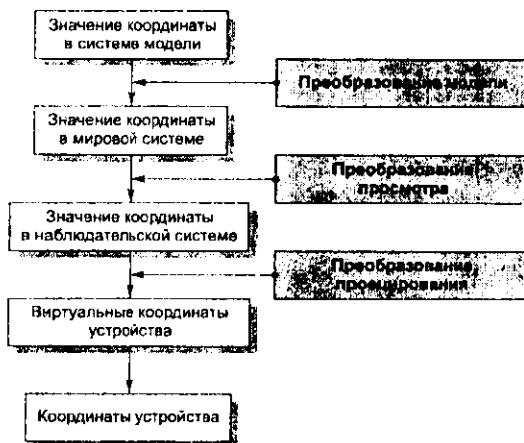 Значение координаты
в системе модели
Преобразование модели
Значение координаты
в мировой системе
Преобразование
просмотра
Значение координаты
в наблюдательской системе
Преобразование
проецирования
Виртуальные координаты
устройства
Координаты устройства